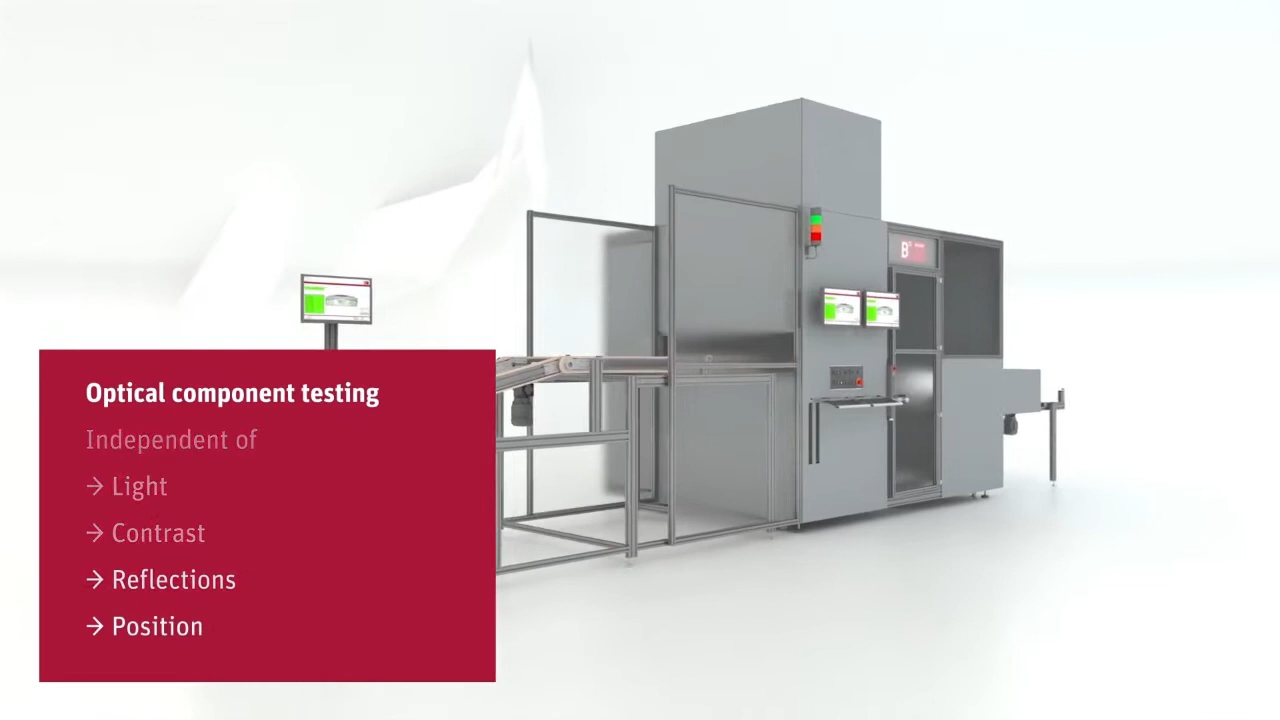 Optical component testing
Independent of
→ Light
→ Contrast
→ Reflections
→ Position
B